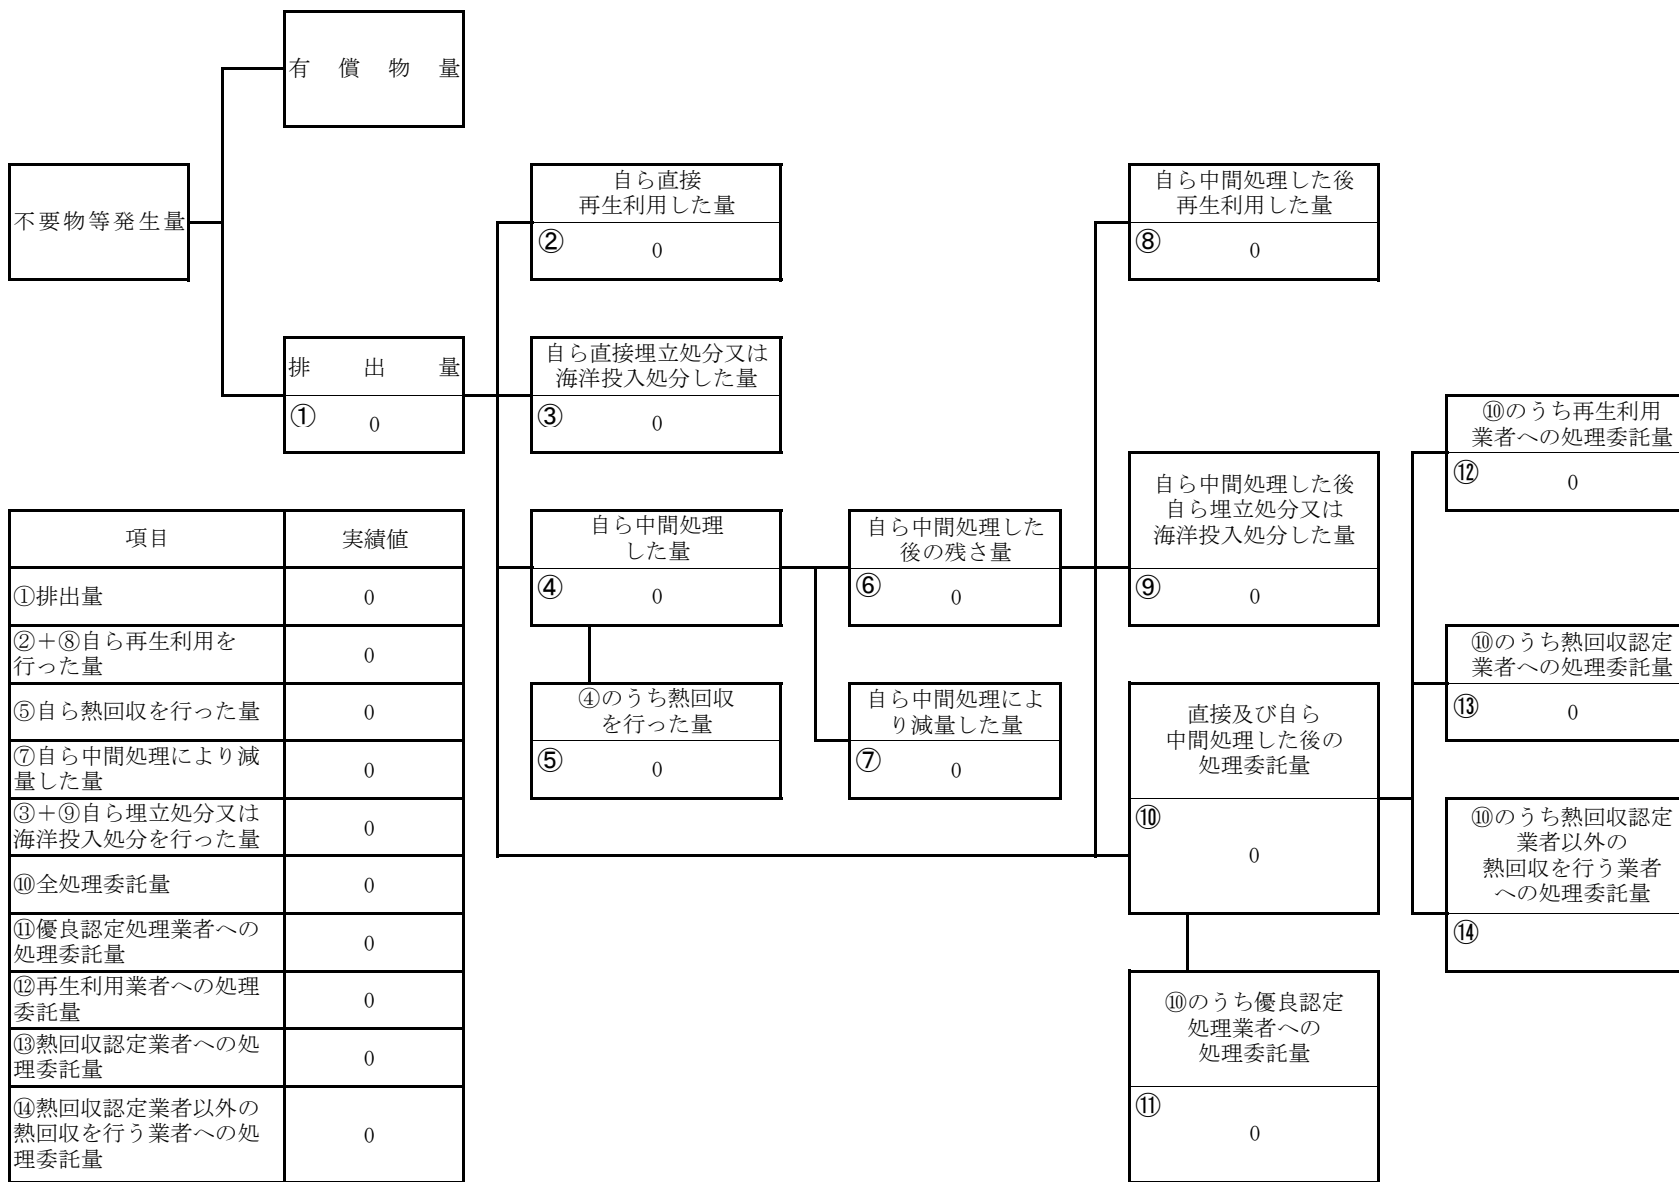 有償物量
不要物等発生量
排出量
① 0
自ら直接
再生利用した量
② 0
自ら直接埋立処分又は
海洋投入処分した量
③ 0
自ら中間処理
した量
④ 0
④のうち熱回収
を行った量
⑤ 0
自ら中間処理した
後の残さ量
⑥ 0
自ら中間処理によ
り減量した量
⑦ 0
自ら中間処理した後
再生利用した量
⑧ 0
自ら中間処理した後
自ら埋立処分又は
海洋投入処分した量
⑨ 0
直接及び自ら
中間処理した後の
処理委託量
⑩
0
⑩のうち優良認定
処理業者への
処理委託量
⑪
0
⑩のうち再生利用
業者への処理委託量
⑫ 0
⑩のうち熱回収認定
業者への処理委託量
⑬ 0
⑩のうち熱回収認定
業者以外の
熱回収を行う業者
への処理委託量
⑭
項目 実績値
①排出量 0
②+⑧自ら再生利用を
行った量 0
⑤自ら熱回収を行った量 0
⑦自ら中間処理により減
量した量 0
③+⑨自ら埋立処分又は
海洋投入処分を行った量 0
⑩全処理委託量 0
⑪優良認定処理業者への
処理委託量 0
⑫再生利用業者への処理
委託量 0
⑬熱回収認定業者への処
理委託量 0
⑭熱回収認定業者以外の
熱回収を行う業者への処 0
理委託量